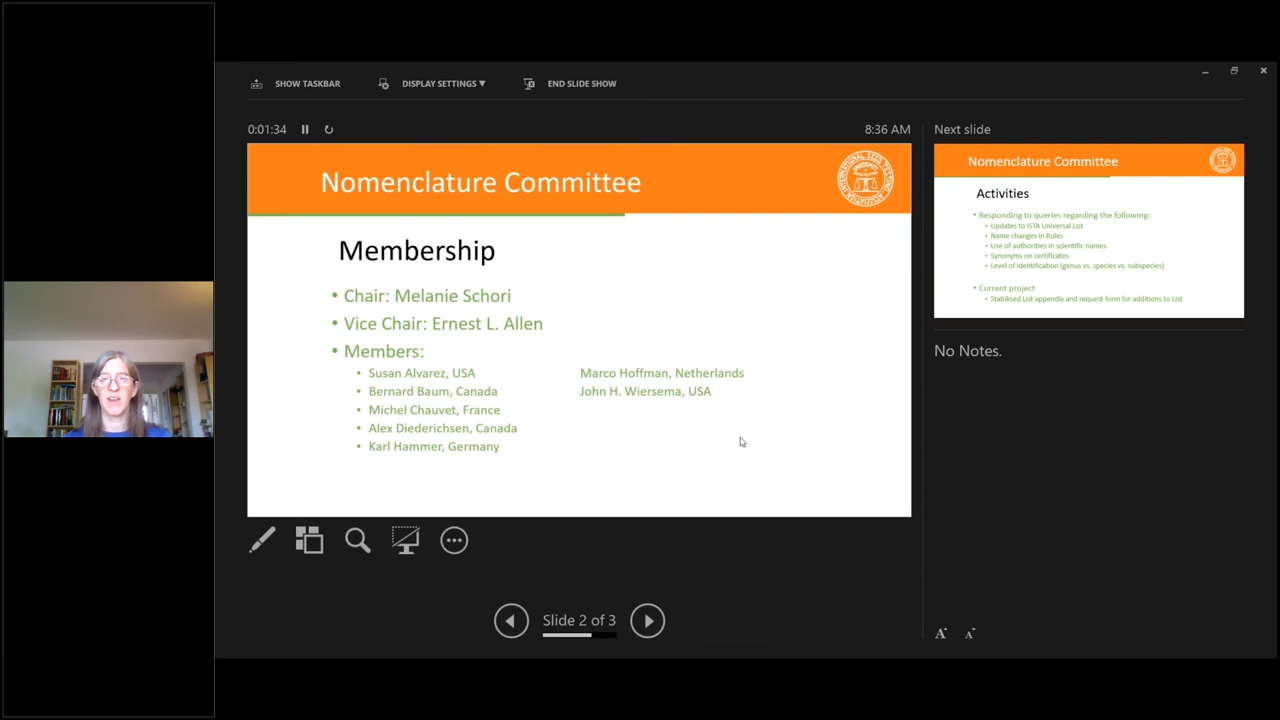 SHOW TASKBAR
DISPLAY SETTINGS ▼
END SLIDE SHOW
0:01:34
8:36 AM
Nomenclature Committee
INTERNATIONAL SEED TESTING ASSOCIATION
Membership
• Chair: Melanie Schori
• Vice Chair: Ernest L. Allen
• Members:
• Susan Alvarez, USA
• Bernard Baum, Canada
• Michel Chauvet, France
• Alex Diederichsen, Canada
• Karl Hammer, Germany
Marco Hoffman, Netherlands
John H. Wiersema, USA
Slide 2 of 3
Next slide
Nomenclature Committee
Activities
• Responding to queries regarding the following:
• Updates to ISTA Universal List
• Name changes in Rules
• Use of authorities in scientific names
• Synonyms on certificates
• Level of identification (genus vs. species vs. subspecies)
• Current project
• Stabilised List appendix and request form for additions to List
No Notes.
A A